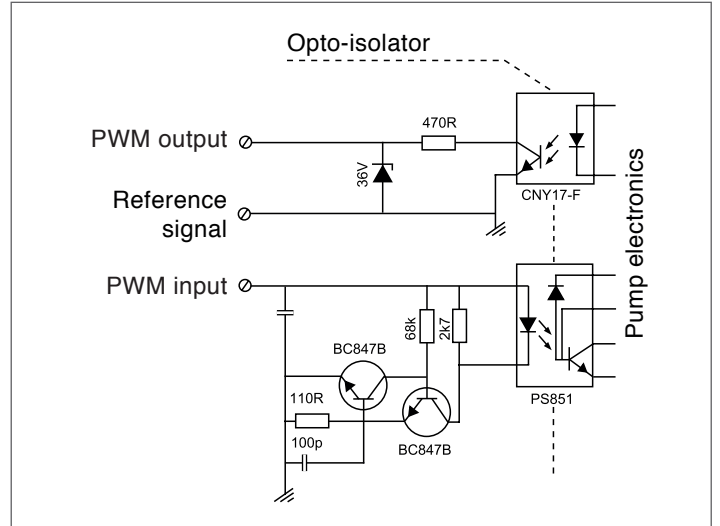 Opto-isolator
470R
PWM output
36V
CNY17-F
Reference
signal
PWM input
Pump electronics
68k
2k7
BC847B
PS851
110R
100p
BC847B